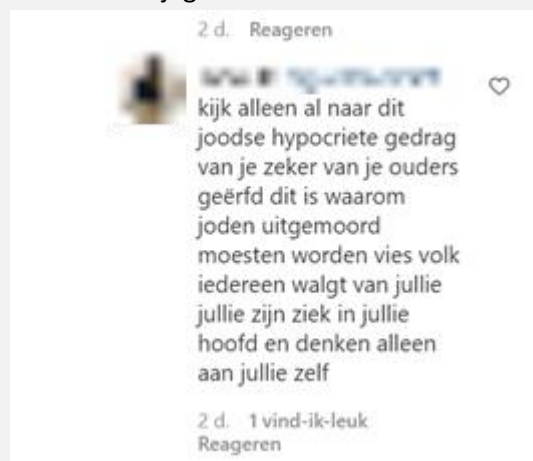 2 d. Reageren
kijk alleen al naar dit
joodse hypocriete gedrag
van je zeker van je ouders
geërfd dit is waarom
joden uitgemoord
moesten worden vies volk
iedereen walgt van jullie
jullie zijn ziek in jullie
hoofd en denken alleen
aan jullie zelf
2 d. 1 vind-ik-leuk
Reageren